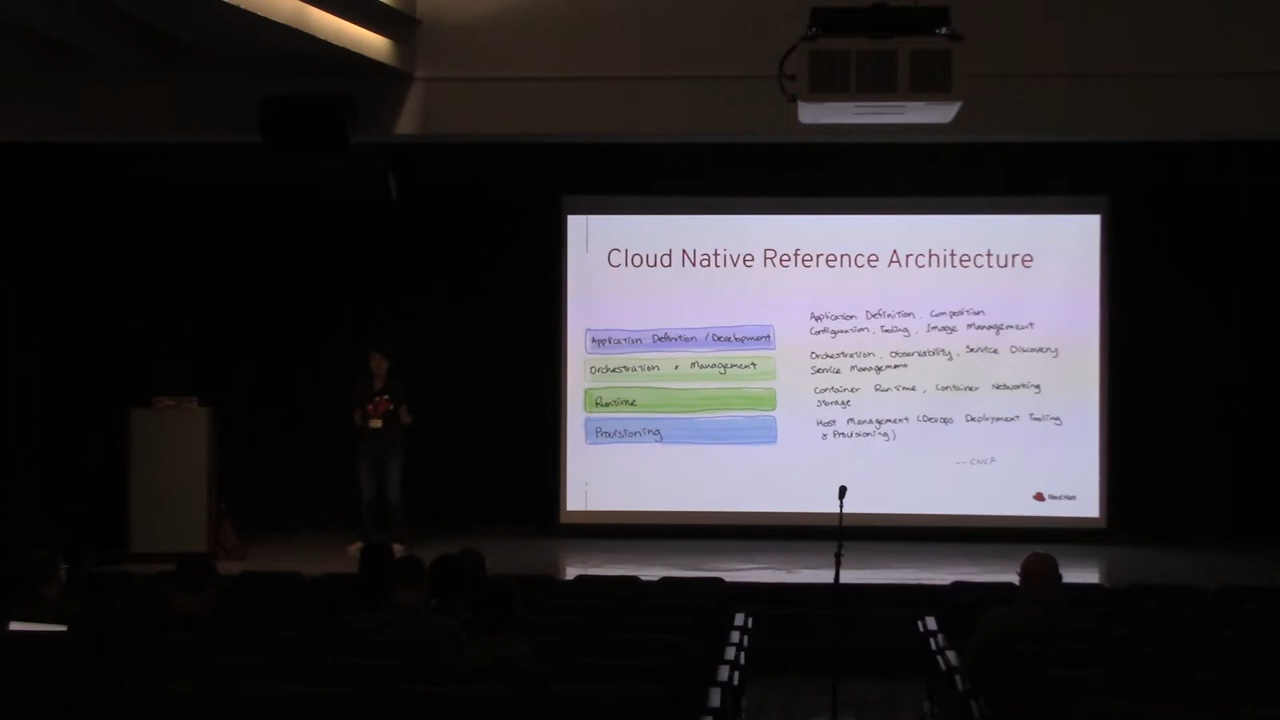 Cloud Native Reference Architecture
Application Definition / Development
Orchestration & Management
Runtime
Provisioning
Application Definition, Composition
Configuration, Tooling, Image Management
Orchestration, Observability, Service Discovery
Service Management
Container Runtime, Container Networking
Storage
Host Management (Devops Deployment Tooling
& Provisioning)
-- CNCF
Red Hat